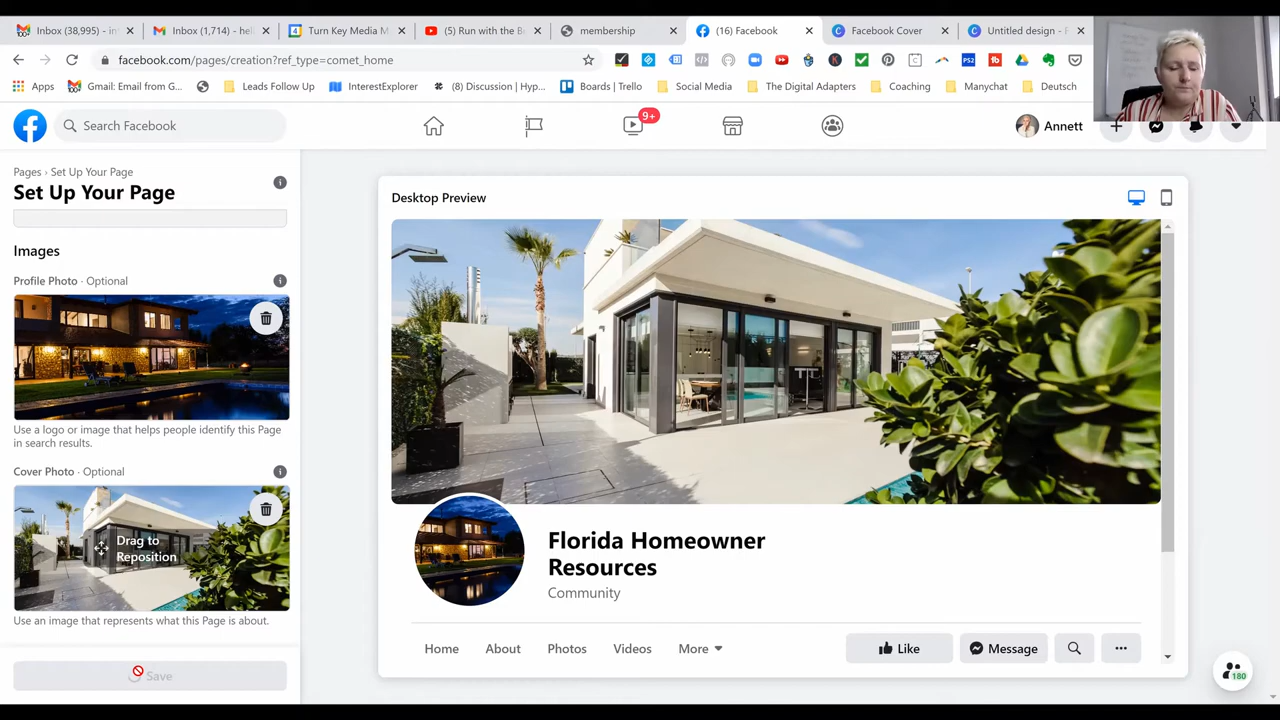 Inbox (38,995) - in
Inbox (1,714) - hel
Turn Key Media M
(5) Run with the B
membership
(16) Facebook
Facebook Cover
Untitled design - F
facebook.com/pages/creation?ref_type=comet_home
Apps
Gmail: Email from G...
Leads Follow Up
InterestExplorer
(8) Discussion | Hyp...
Boards | Trello
Social Media
The Digital Adapters
Coaching
Manychat
Deutsch
Search Facebook
9+
Annett
Pages › Set Up Your Page
Set Up Your Page
Images
Profile Photo · Optional
Use a logo or image that helps people identify this Page
in search results.
Cover Photo · Optional
Drag to
Reposition
Use an image that represents what this Page is about.
Save
Desktop Preview
Florida Homeowner
Resources
Community
Home
About
Photos
Videos
More
Like
Message
180